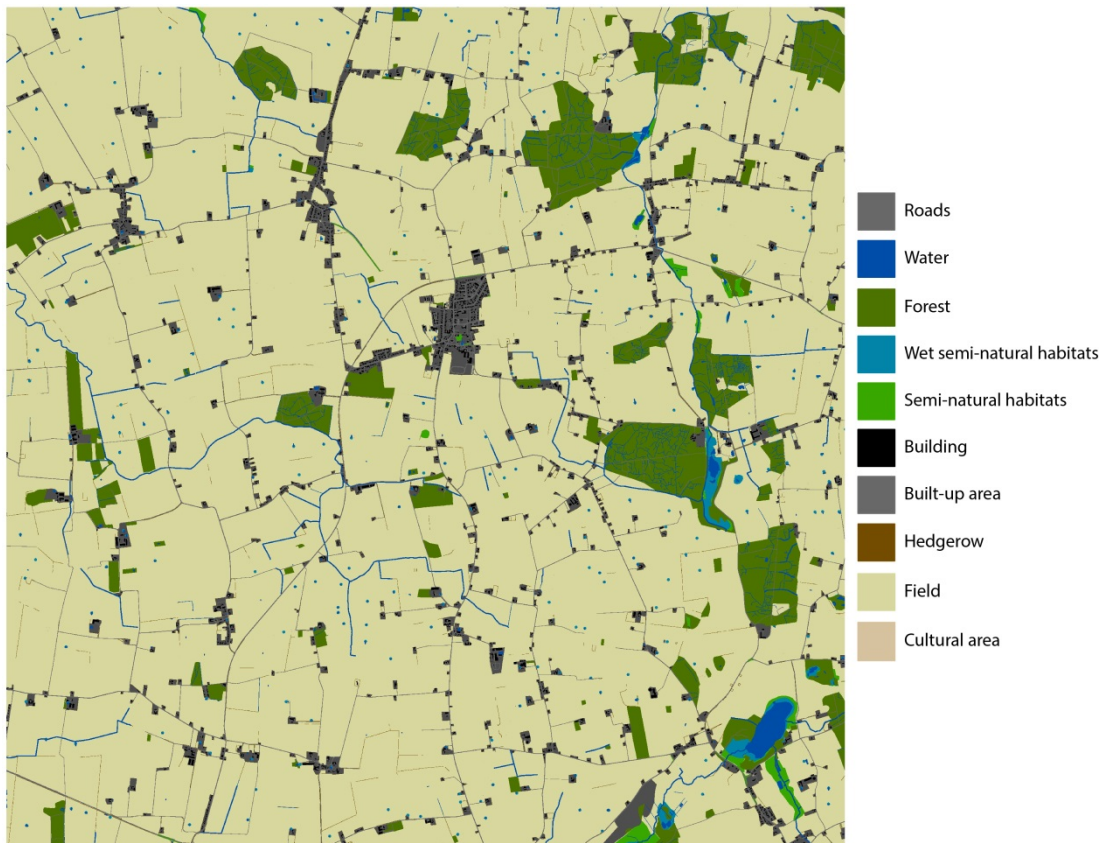 Roads
Water
Forest
Wet semi-natural habitats
Semi-natural habitats
Building
Built-up area
Hedgerow
Field
Cultural area